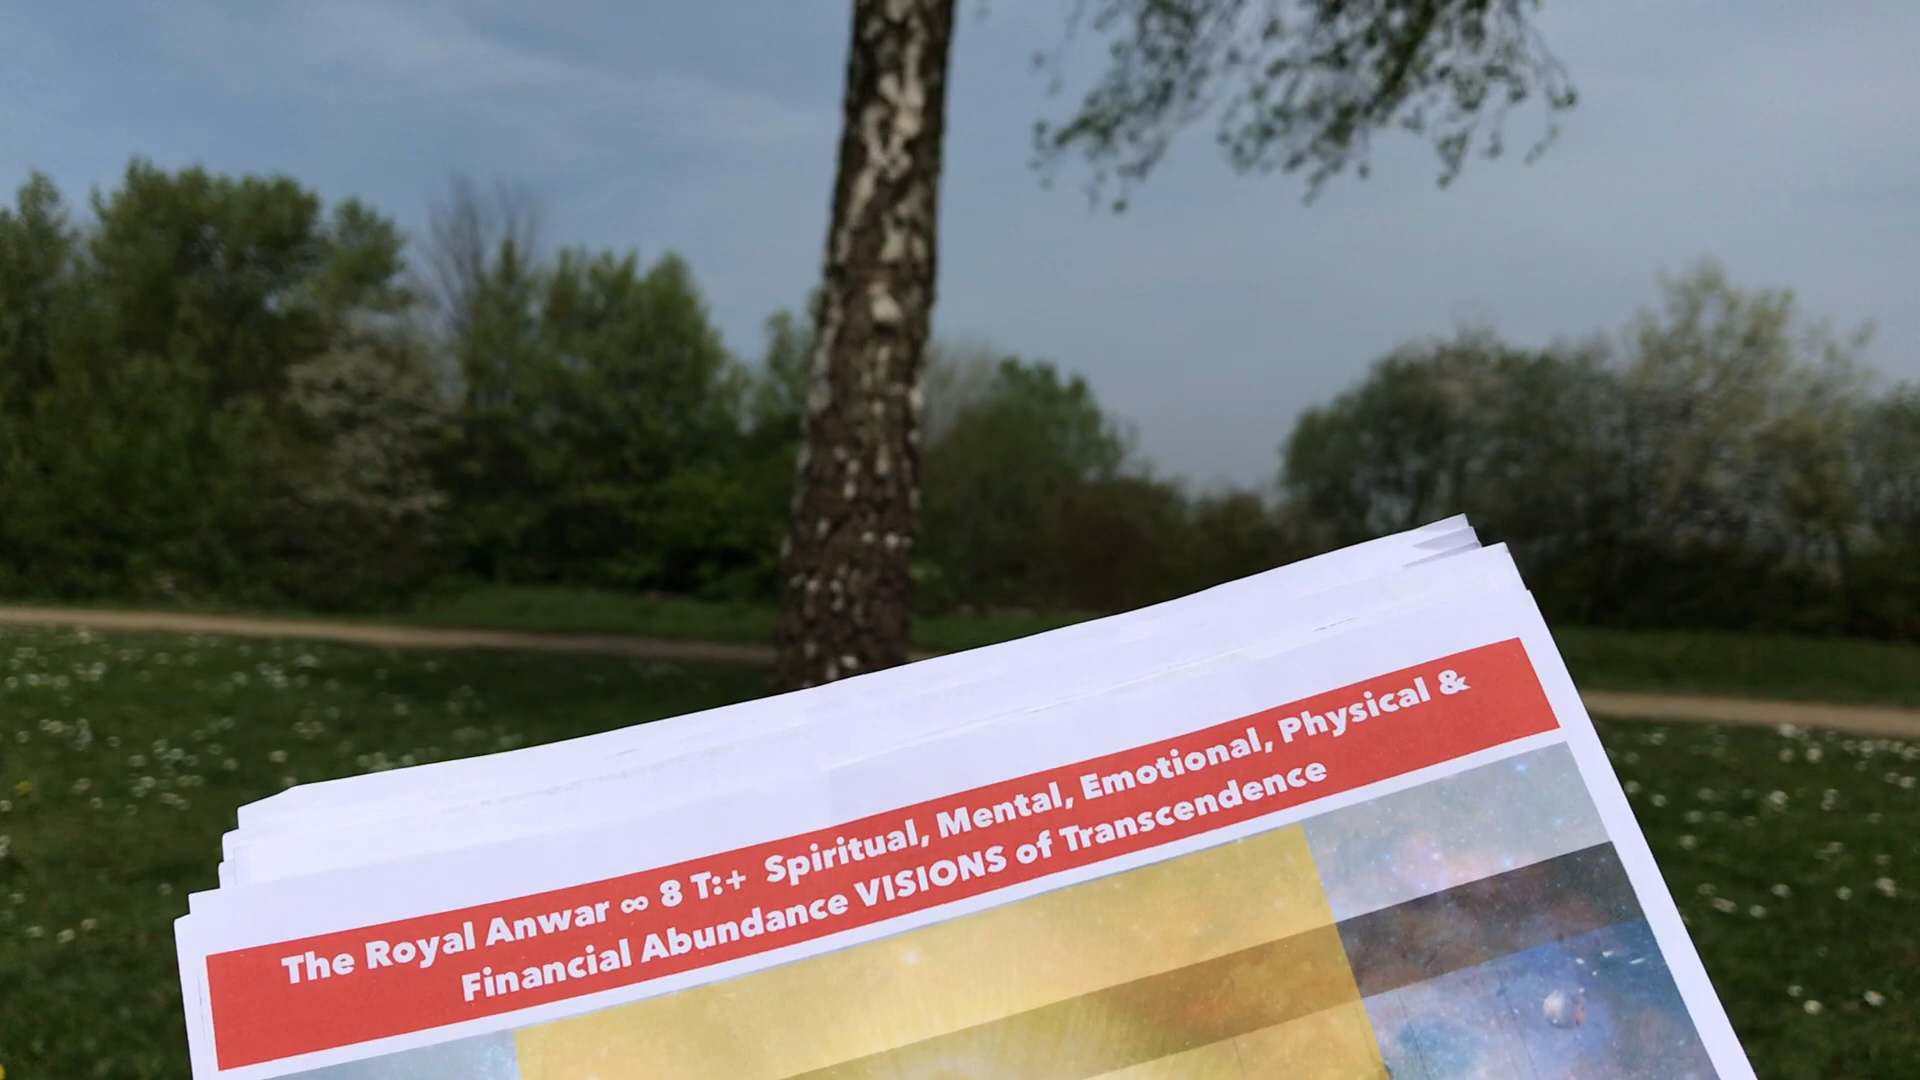 The Royal Anwar ∞ 8 T:+ Spiritual, Mental, Emotional, Physical &
Financial Abundance VISIONS of Transcendence